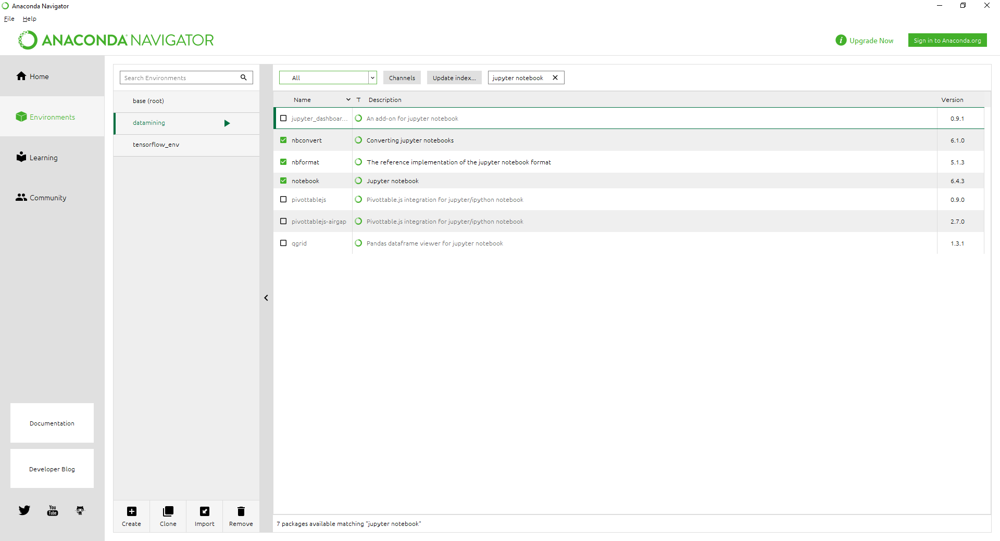 Anaconda Navigator
File Help
ANACONDA NAVIGATOR
i Upgrade Now
Sign in to Anaconda.org
Home
Environments
Learning
Community
Documentation
Developer Blog
You Tube
Search Environments
base (root)
datamining
tensorflow_env
Create
Clone
Import
Remove
All
Channels
Update index...
jupyter notebook
Name T Description Version
jupyter_dashboar... An add-on for jupyter notebook 0.9.1
nbconvert Converting jupyter notebooks 6.1.0
nbformat The reference implementation of the jupyter notebook format 5.1.3
notebook Jupyter notebook 6.4.3
pivottablejs Pivottable.js integration for jupyter/ipython notebook 0.9.0
pivottablejs-airgap Pivottable.js integration for jupyter/ipython notebook 2.7.0
qgrid Pandas dataframe viewer for jupyter notebook 1.3.1
7 packages available matching "jupyter notebook"